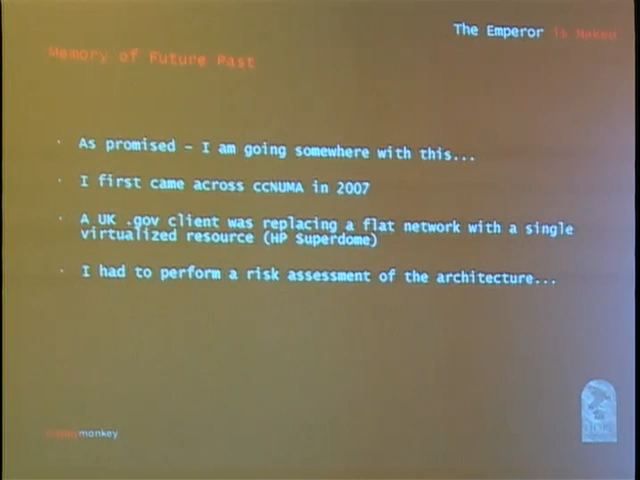 The Emperor is Naked
Memory of Future Past
· As promised – I am going somewhere with this...
· I first came across ccNUMA in 2007
· A UK .gov client was replacing a flat network with a single
virtualized resource (HP Superdome)
· I had to perform a risk assessment of the architecture...
monkey